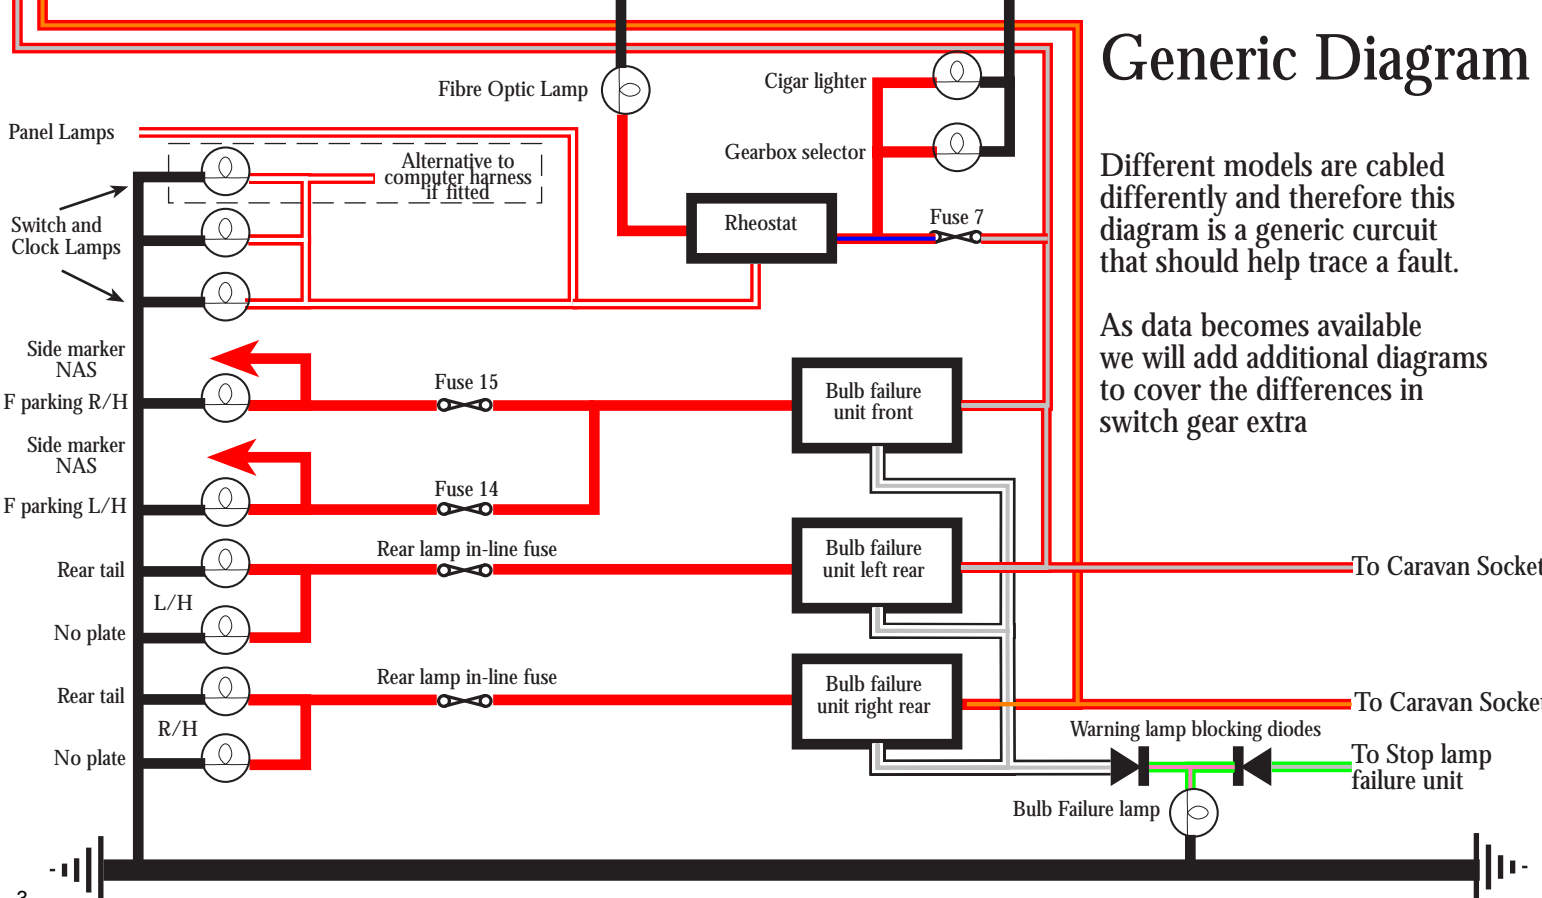 Generic Diagram
Fibre Optic Lamp
Cigar lighter
Panel Lamps
Alternative to
computer harness
if fitted
Gearbox selector
Different models are cabled
differently and therefore this
diagram is a generic curcuit
that should help trace a fault.
Switch and
Clock Lamps
Rheostat
Fuse 7
As data becomes available
we will add additional diagrams
to cover the differences in
switch gear extra
Side marker
NAS
F parking R/H
Fuse 15
Bulb failure
unit front
Side marker
NAS
F parking L/H
Fuse 14
Rear lamp in-line fuse
Bulb failure
unit left rear
Rear tail
L/H
No plate
To Caravan Socket
Rear tail
R/H
No plate
Rear lamp in-line fuse
Bulb failure
unit right rear
To Caravan Socket
Warning lamp blocking diodes
To Stop lamp
failure unit
Bulb Failure lamp